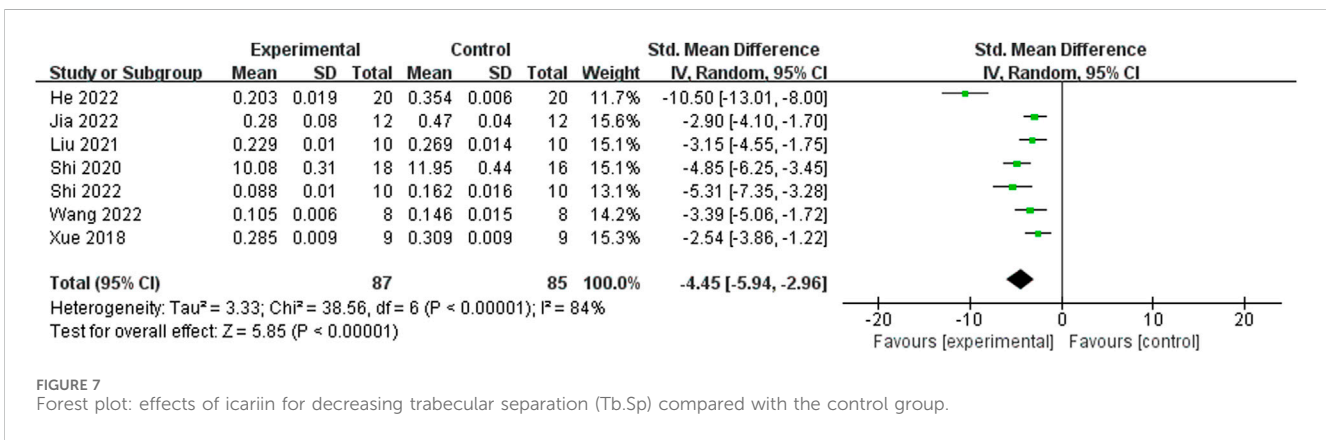 Experimental Control Std. Mean Difference Std. Mean Difference
Study or Subgroup Mean SD Total Mean SD Total Weight IV, Random, 95% CI IV, Random, 95% CI
He 2022 0.203 0.019 20 0.354 0.006 20 11.7% -10.50 [-13.01, -8.00]
Jia 2022 0.28 0.08 12 0.47 0.04 12 15.6% -2.90 [-4.10, -1.70]
Liu 2021 0.229 0.01 10 0.269 0.014 10 15.1% -3.15 [-4.55, -1.75]
Shi 2020 10.08 0.31 18 11.95 0.44 16 15.1% -4.85 [-6.25, -3.45]
Shi 2022 0.088 0.01 10 0.162 0.016 10 13.1% -5.31 [-7.35, -3.28]
Wang 2022 0.105 0.006 8 0.146 0.015 8 14.2% -3.39 [-5.06, -1.72]
Xue 2018 0.285 0.009 9 0.309 0.009 9 15.3% -2.54 [-3.86, -1.22]
Total (95% CI) 87 85 100.0% -4.45 [-5.94, -2.96]
Heterogeneity: Tau² = 3.33; Chi² = 38.56, df = 6 (P < 0.00001); I² = 84%
Test for overall effect: Z = 5.85 (P < 0.00001)
-20 -10 0 10 20
Favours [experimental] Favours [control]
FIGURE 7
Forest plot: effects of icariin for decreasing trabecular separation (Tb.Sp) compared with the control group.